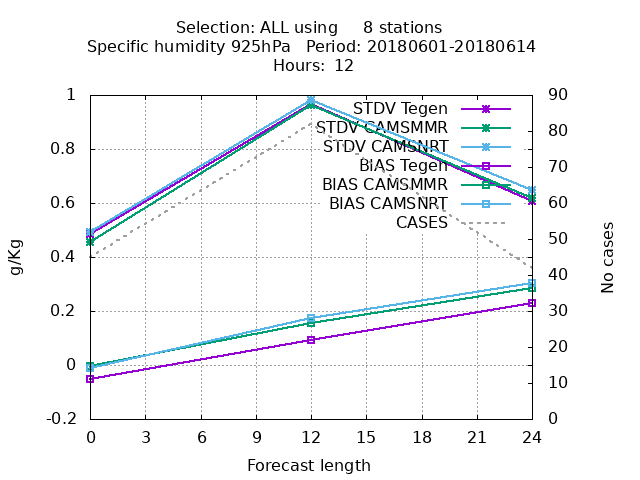 Selection: ALL using 8 stations
Specific humidity 925hPa Period: 20180601-20180614
Hours: 12
1
0.8
0.6
0.4
0.2
0
-0.2
g/Kg
STDV Tegen
STDV CAMSMMR
STDV CAMSNRT
BIAS Tegen
BIAS CAMSMMR
BIAS CAMSNRT
CASES
90
80
70
60
50
40
30
20
10
0
No cases
0 3 6 9 12 15 18 21 24
Forecast length